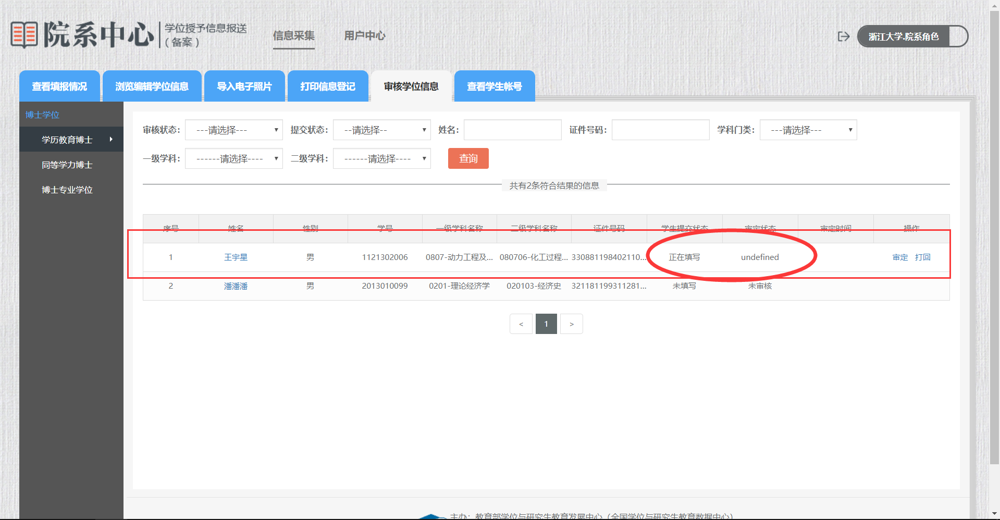 院系中心 学位授予信息报送
（备案）
信息采集 用户中心
浙江大学.院系角色
查看填报情况 浏览编辑学位信息 导入电子照片 打印信息登记 审核学位信息 查看学生帐号
博士学位
学历教育博士
同等学力博士
博士专业学位
审核状态： ---请选择--- 提交状态： --请选择-- 姓名： 证件号码： 学科门类： ---请选择---
一级学科： ------请选择---- 二级学科： ------请选择---- 查询
共有2条符合结果的信息
序号 姓名 性别 学号 一级学科名称 二级学科名称 证件号码 学生提交状态 审定状态 审定时间 操作
1 王宇星 男 1121302006 0807-动力工程及... 080706-化工过程... 330881198402110... 正在填写 undefined 审定 打回
2 潘潘潘 男 2013010099 0201-理论经济学 020103-经济史 321181199311281... 未填写 未审核
< 1 >
主办：教育部学位与研究生教育发展中心（全国学位与研究生教育数据中心）